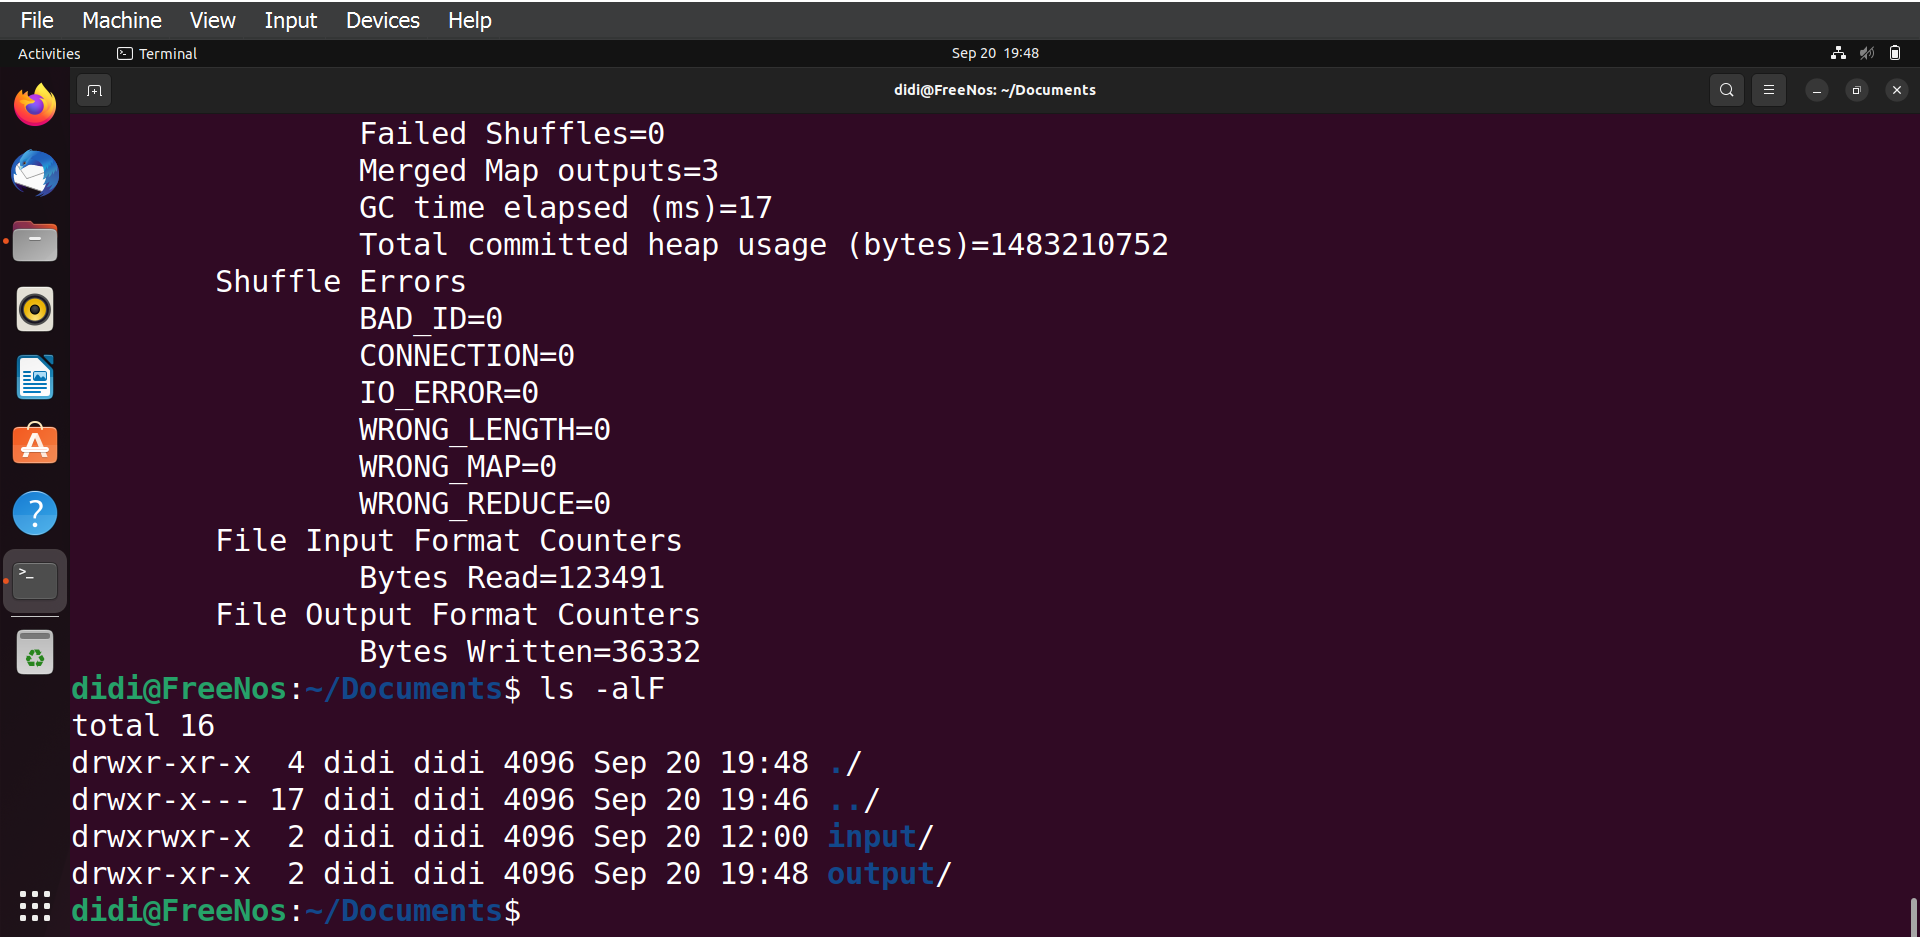 File Machine View Input Devices Help
Activities Terminal Sep 20 19:48
didi@FreeNos: ~/Documents
Failed Shuffles=0
Merged Map outputs=3
GC time elapsed (ms)=17
Total committed heap usage (bytes)=1483210752
Shuffle Errors
BAD_ID=0
CONNECTION=0
IO_ERROR=0
WRONG_LENGTH=0
WRONG_MAP=0
WRONG_REDUCE=0
File Input Format Counters
Bytes Read=123491
File Output Format Counters
Bytes Written=36332
didi@FreeNos:~/Documents$ ls -alF
total 16
drwxr-xr-x  4 didi didi 4096 Sep 20 19:48 ./
drwxr-x--- 17 didi didi 4096 Sep 20 19:46 ../
drwxrwxr-x  2 didi didi 4096 Sep 20 12:00 input/
drwxr-xr-x  2 didi didi 4096 Sep 20 19:48 output/
didi@FreeNos:~/Documents$